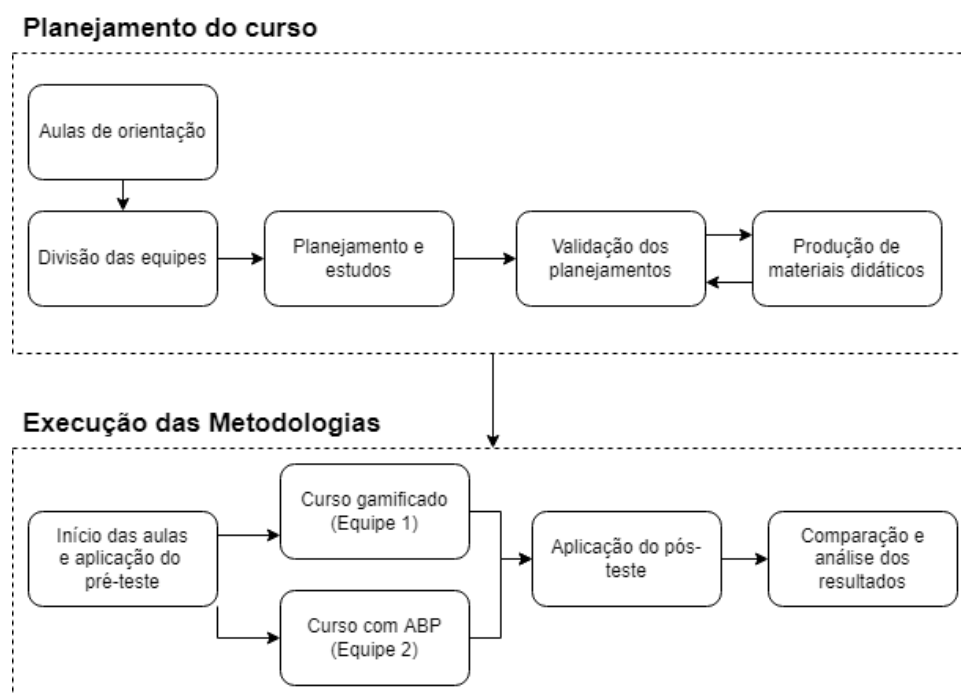 Planejamento do curso
Aulas de orientação
Divisão das equipes
Planejamento e
estudos
Validação dos
planejamentos
Produção de
materiais didáticos
Execução das Metodologias
Início das aulas
e aplicação do
pré-teste
Curso gamificado
(Equipe 1)
Curso com ABP
(Equipe 2)
Aplicação do pós-
teste
Comparação e
análise dos
resultados